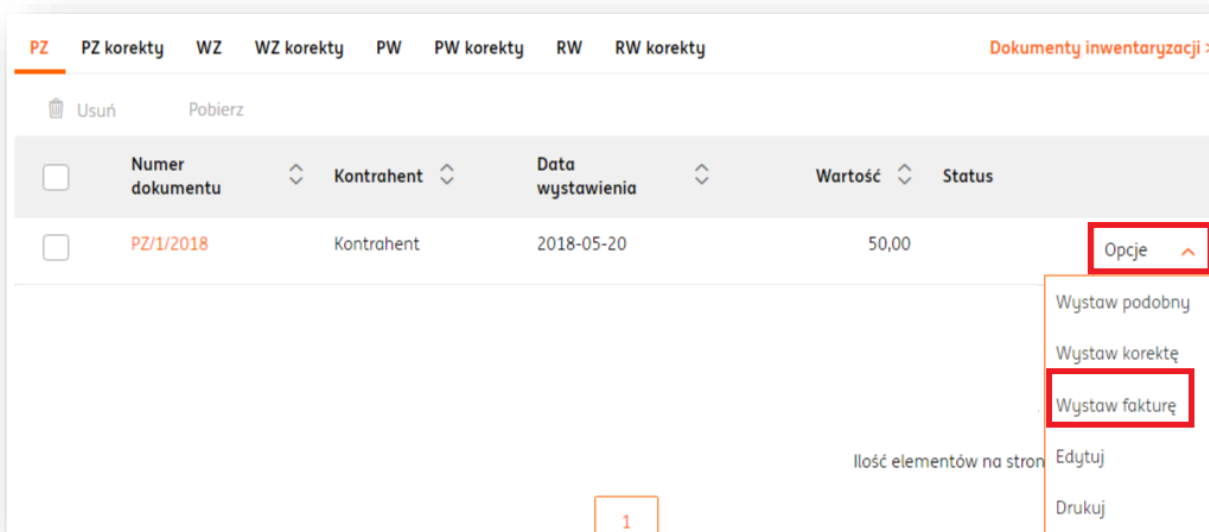 PZ PZ korekty WZ WZ korekty PW PW korekty RW RW korekty Dokumenty inwentaryzacji >
Usuń Pobierz
Numer dokumentu Kontrahent Data wystawienia Wartość Status
PZ/1/2018 Kontrahent 2018-05-20 50,00 Opcje
Wystaw podobny
Wystaw korektę
Wystaw fakturę
Ilość elementów na stron Edytuj
Drukuj
1